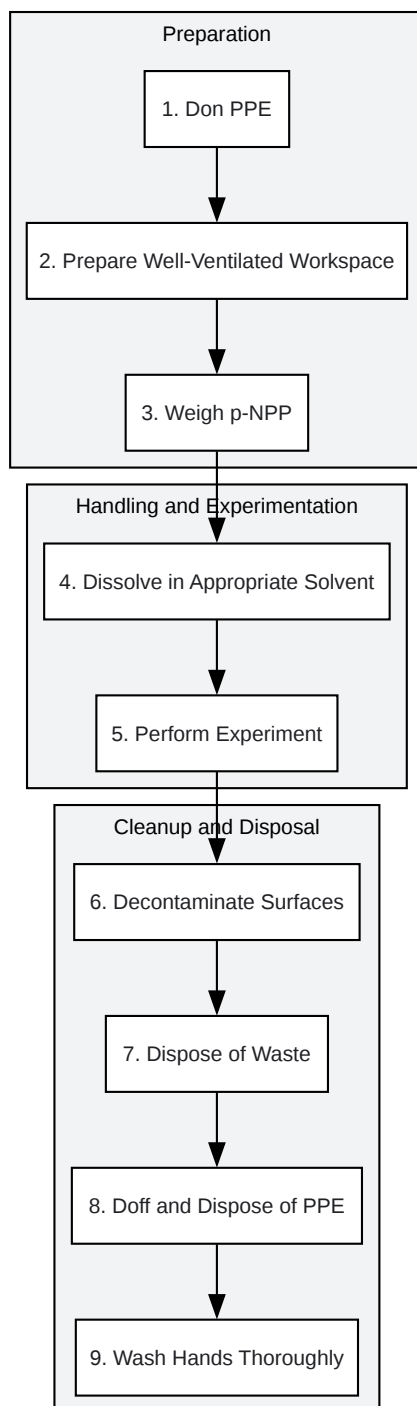 Preparation
1. Don PPE
2. Prepare Well-Ventilated Workspace
3. Weigh p-NPP
Handling and Experimentation
4. Dissolve in Appropriate Solvent
5. Perform Experiment
Cleanup and Disposal
6. Decontaminate Surfaces
7. Dispose of Waste
8. Doff and Dispose of PPE
9. Wash Hands Thoroughly